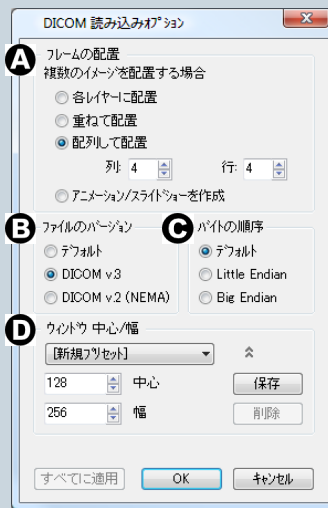 DICOM 読み込みオプション
A フレームの配置
複数のイメージを配置する場合
各レイヤーに配置
重ねて配置
配列して配置
列: 4 行: 4
アニメーション/スライドショーを作成
B ファイルのバージョン
デフォルト
DICOM v.3
DICOM v.2 (NEMA)
C バイトの順序
デフォルト
Little Endian
Big Endian
D ウィンドウ 中心/幅
[新規プリセット]
128 中心 保存
256 幅 削除
すべてに適用 OK キャンセル